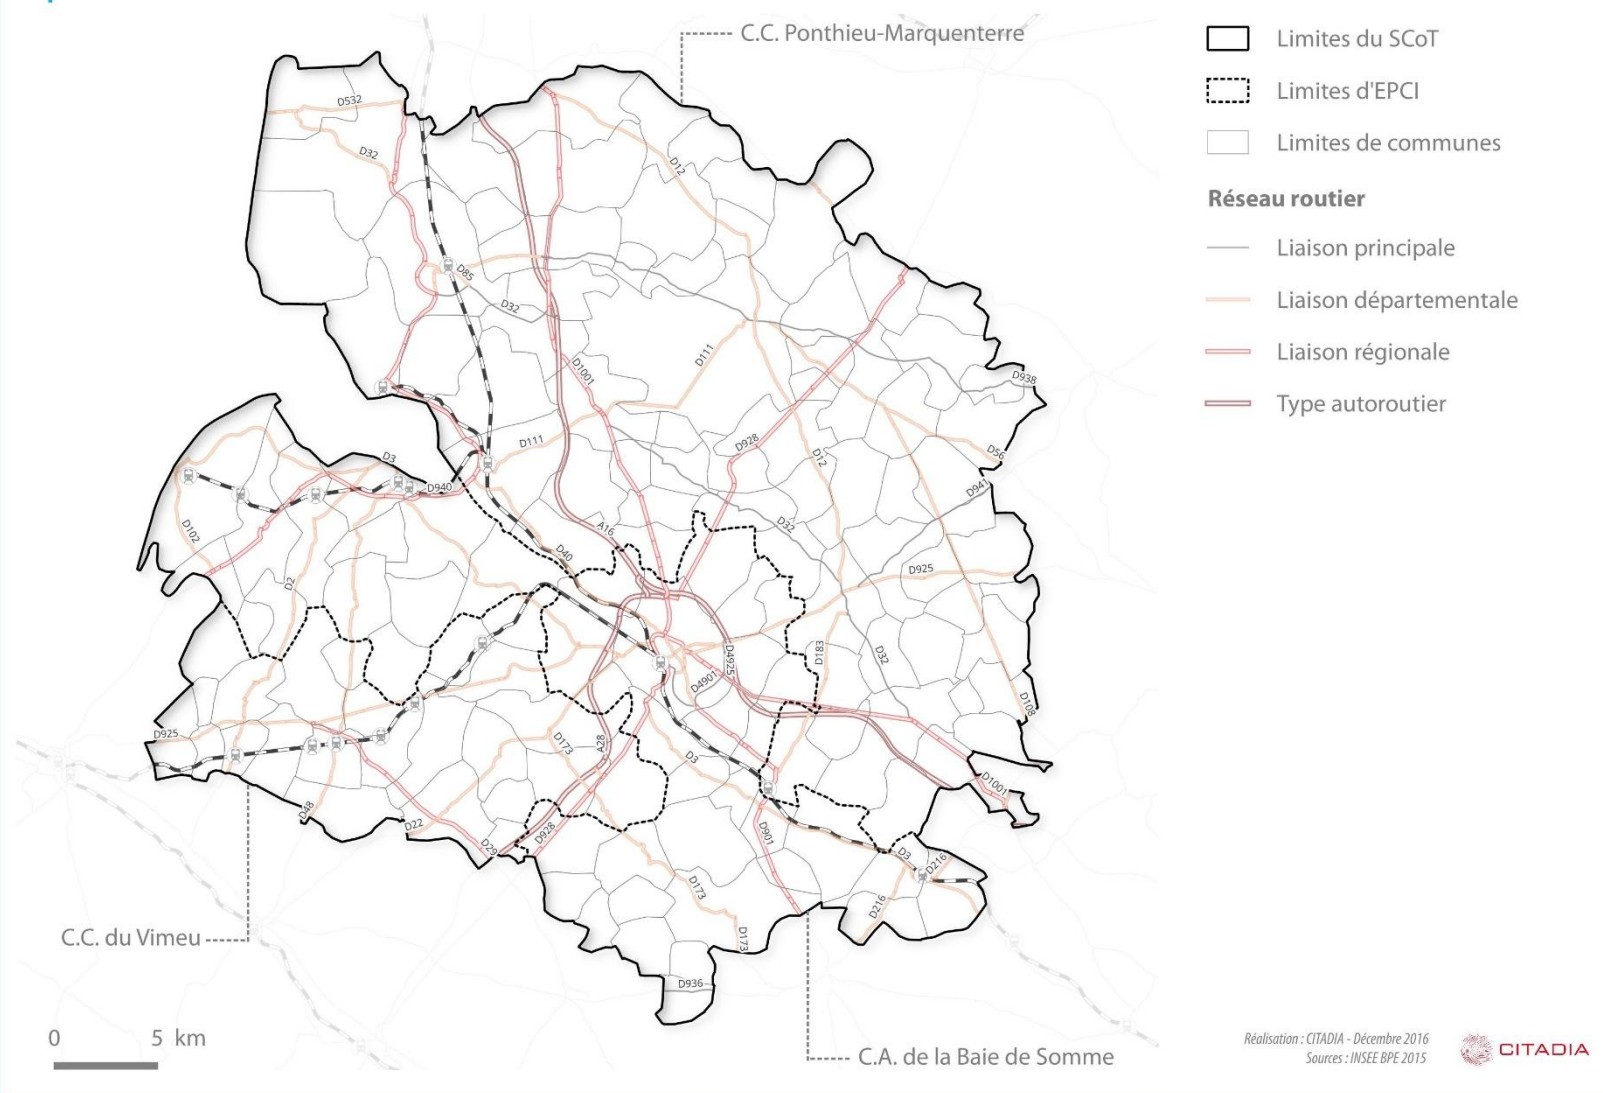 C.C. Ponthieu-Marquenterre
Limites du SCoT
Limites d'EPCI
Limites de communes
Réseau routier
Liaison principale
Liaison départementale
Liaison régionale
Type autoroutier
D532
D32
D12
D85
D32
D1001
D111
D938
D111
D928
D12
D56
D3
D940
D941
D102
A16
D32
D40
D925
D2
D183
D32
D4925
D4901
D108
D925
D173
A28
D3
D1001
D48
D22
D29
D928
D901
D3
D216
D173
D216
D173
D936
C.C. du Vimeu
C.A. de la Baie de Somme
0 5 km
Réalisation : CITADIA - Décembre 2016
Sources : INSEE BPE 2015
CITADIA